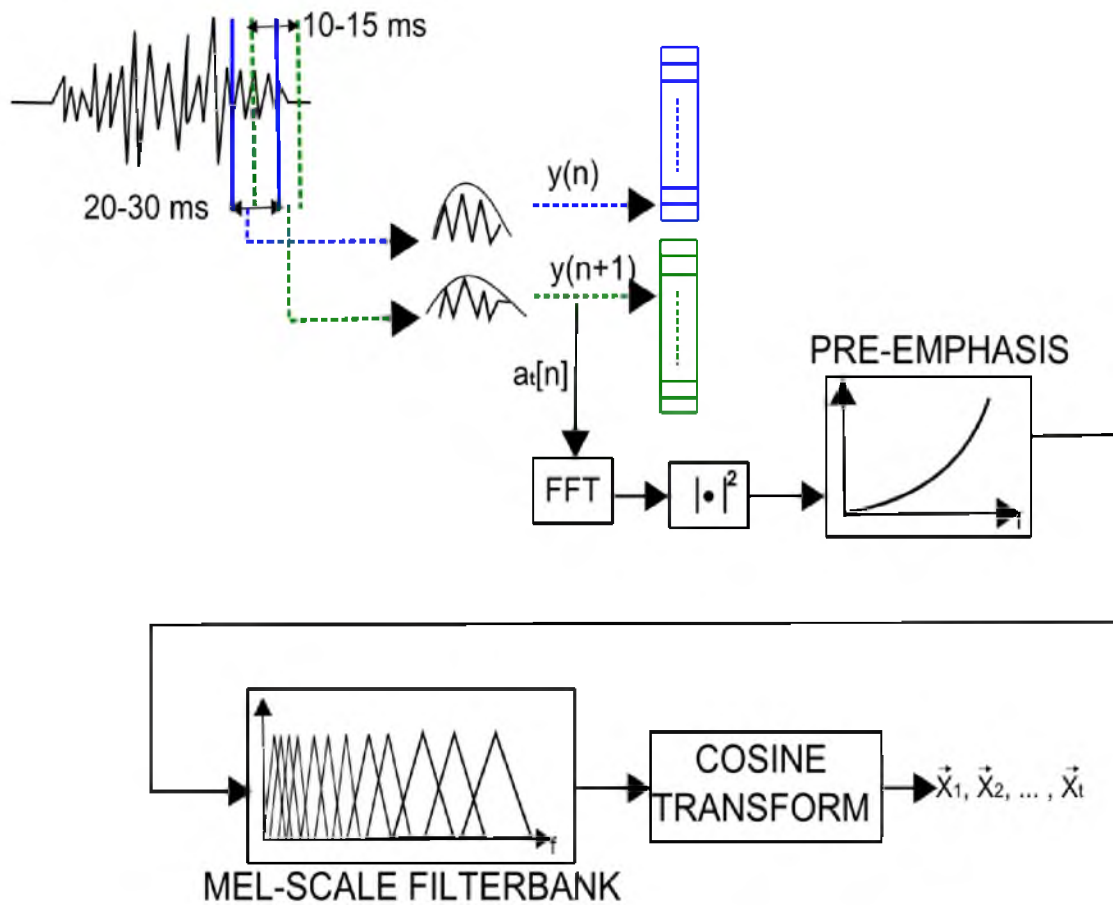 10-15 ms
20-30 ms
y(n)
y(n+1)
aₜ[n]
PRE-EMPHASIS
f
FFT
|•|²
f
MEL-SCALE FILTERBANK
COSINE
TRANSFORM
X⃗₁, X⃗₂, ... , X⃗ₜ